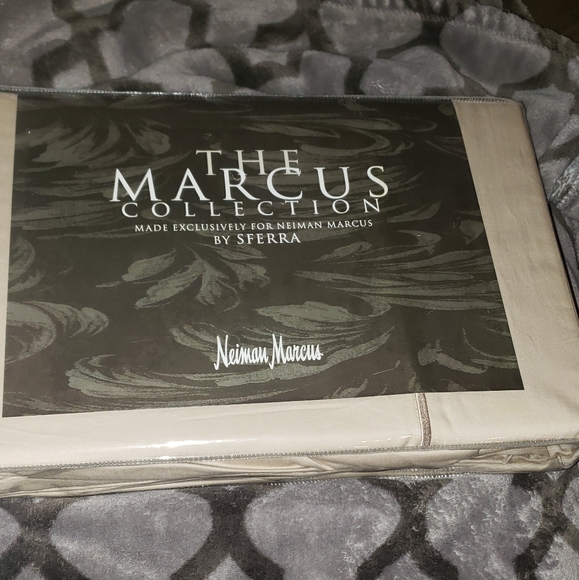 THE
MARCUS
COLLECTION
MADE EXCLUSIVELY FOR NEIMAN MARCUS
BY SFERRA
Neiman Marcus